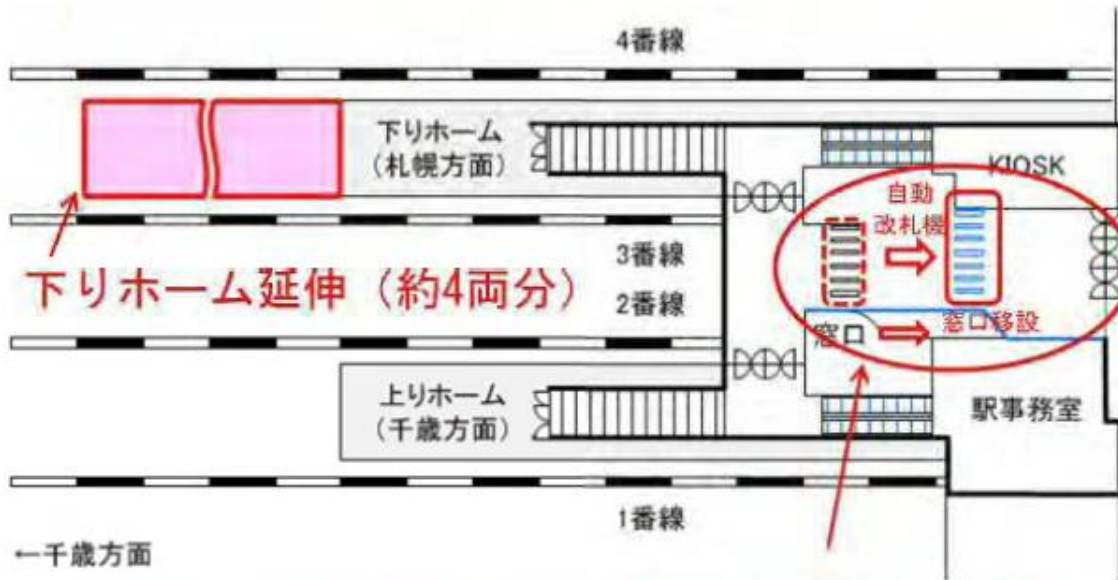 4番線
下りホーム
(札幌方面)
KIOSK
自動
改札機
3番線
下りホーム延伸（約4両分）
2番線
窓口
窓口移設
上りホーム
(千歳方面)
駅事務室
1番線
←千歳方面